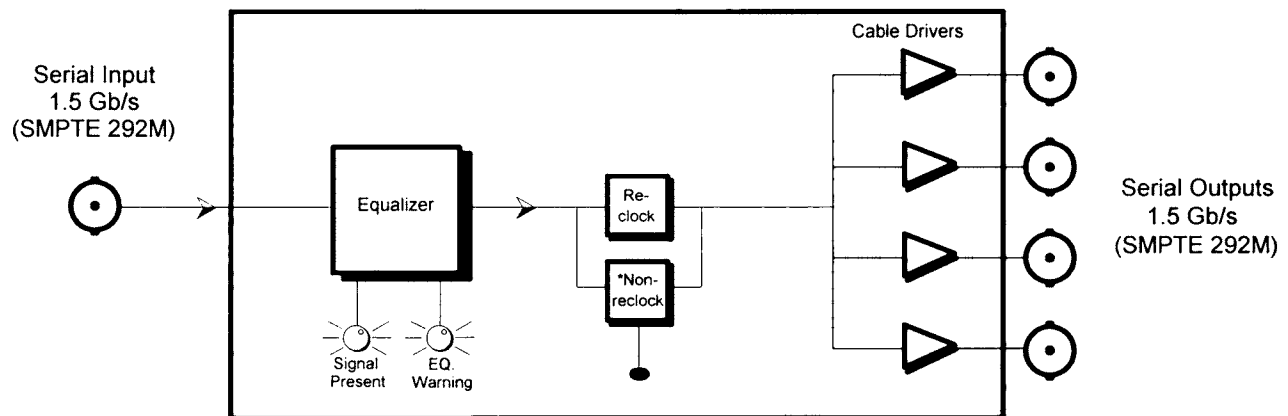 Cable Drivers
Serial Input
1.5 Gb/s
(SMPTE 292M)
Equalizer
Re-
clock
*Non-
reclock
Signal
Present
EQ.
Warning
Serial Outputs
1.5 Gb/s
(SMPTE 292M)